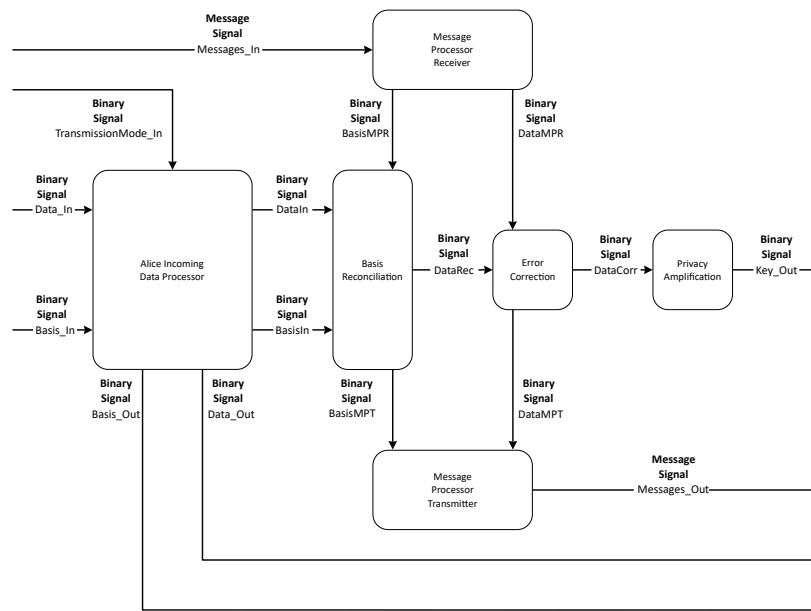 Message
Signal
Messages_In
Message
Processor
Receiver
Binary
Signal
TransmissionMode_In
Binary
Signal
BasisMPR
Binary
Signal
DataMPR
Binary
Signal
Data_In
Alice Incoming
Data Processor
Binary
Signal
DataIn
Basis
Reconciliation
Binary
Signal
DataRec
Error
Correction
Binary
Signal
DataCorr
Privacy
Amplification
Binary
Signal
Key_Out
Binary
Signal
Basis_In
Binary
Signal
BasisIn
Binary
Signal
Basis_Out
Binary
Signal
Data_Out
Binary
Signal
BasisMPT
Binary
Signal
DataMPT
Message
Processor
Transmitter
Message
Signal
Messages_Out